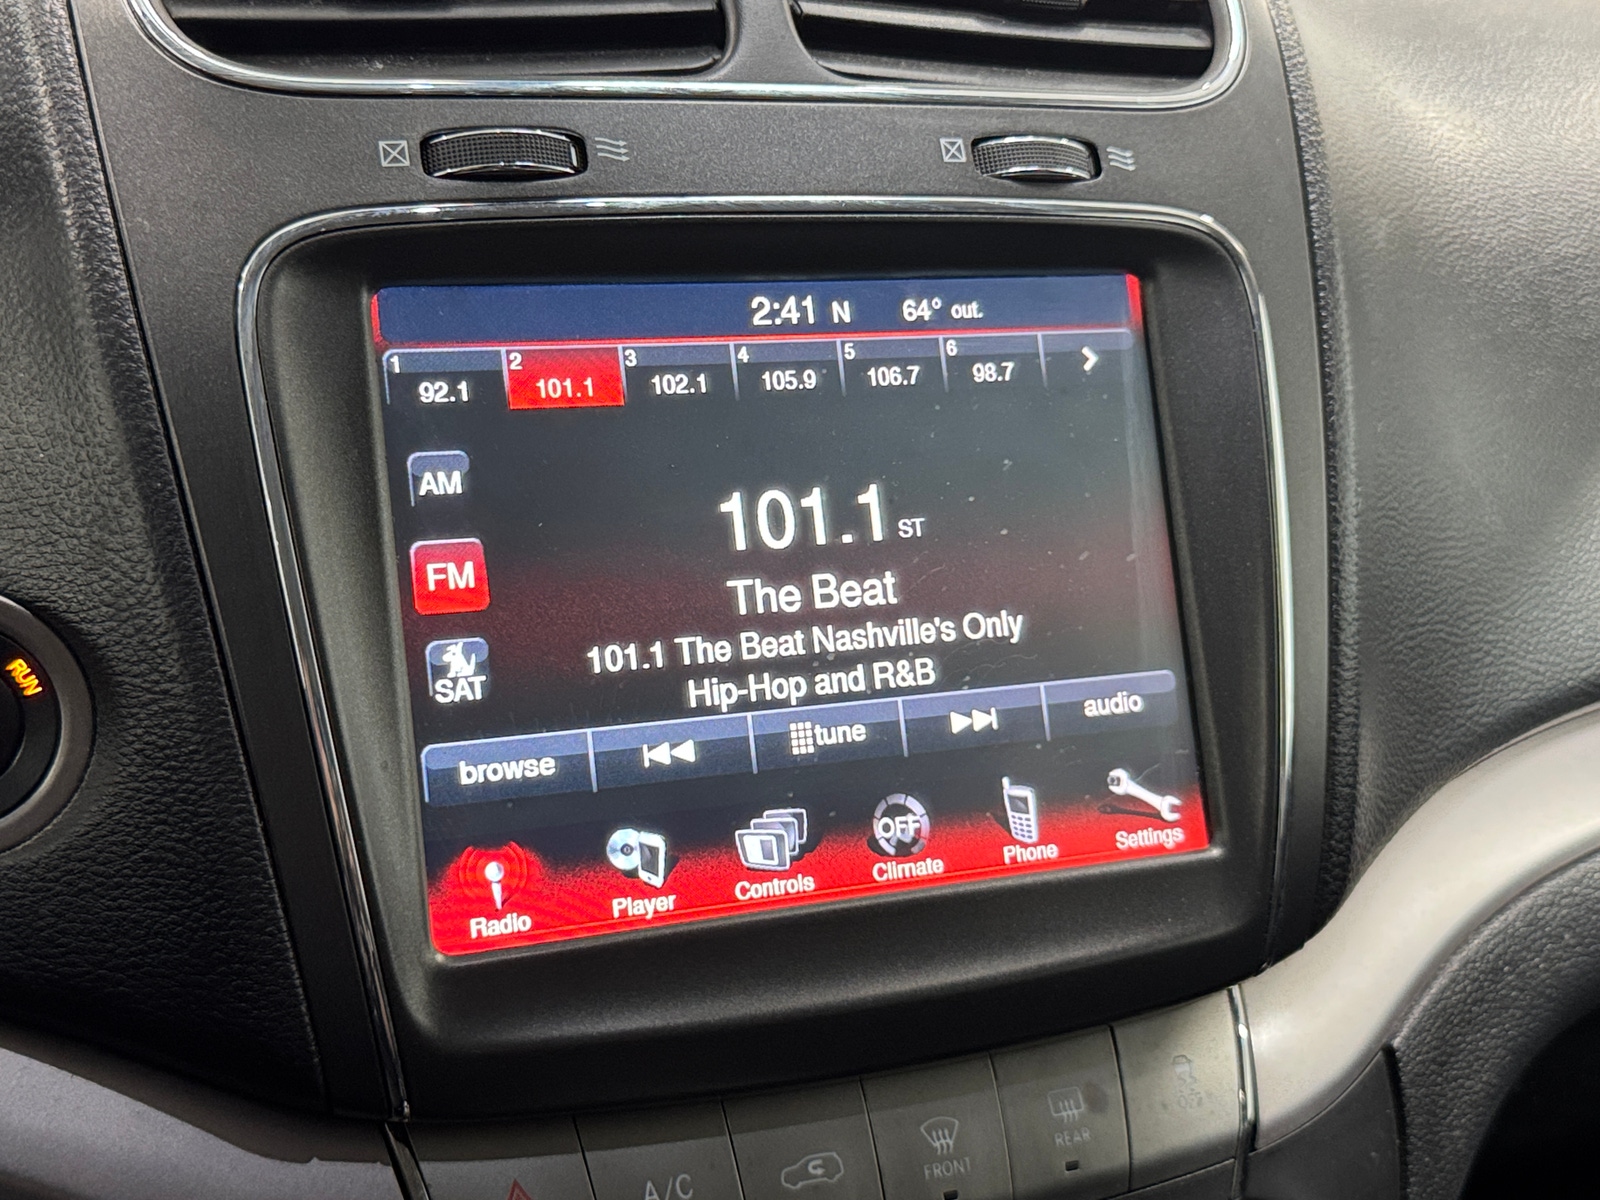 2:41 N 64° out.
1 92.1 2 101.1 3 102.1 4 105.9 5 106.7 6 98.7
AM
101.1 ST
FM
The Beat
101.1 The Beat Nashville's Only
SAT
Hip-Hop and R&B
RUN
browse tune audio
OFF
Radio Player Controls Climate Phone Settings
A/C FRONT REAR OFF